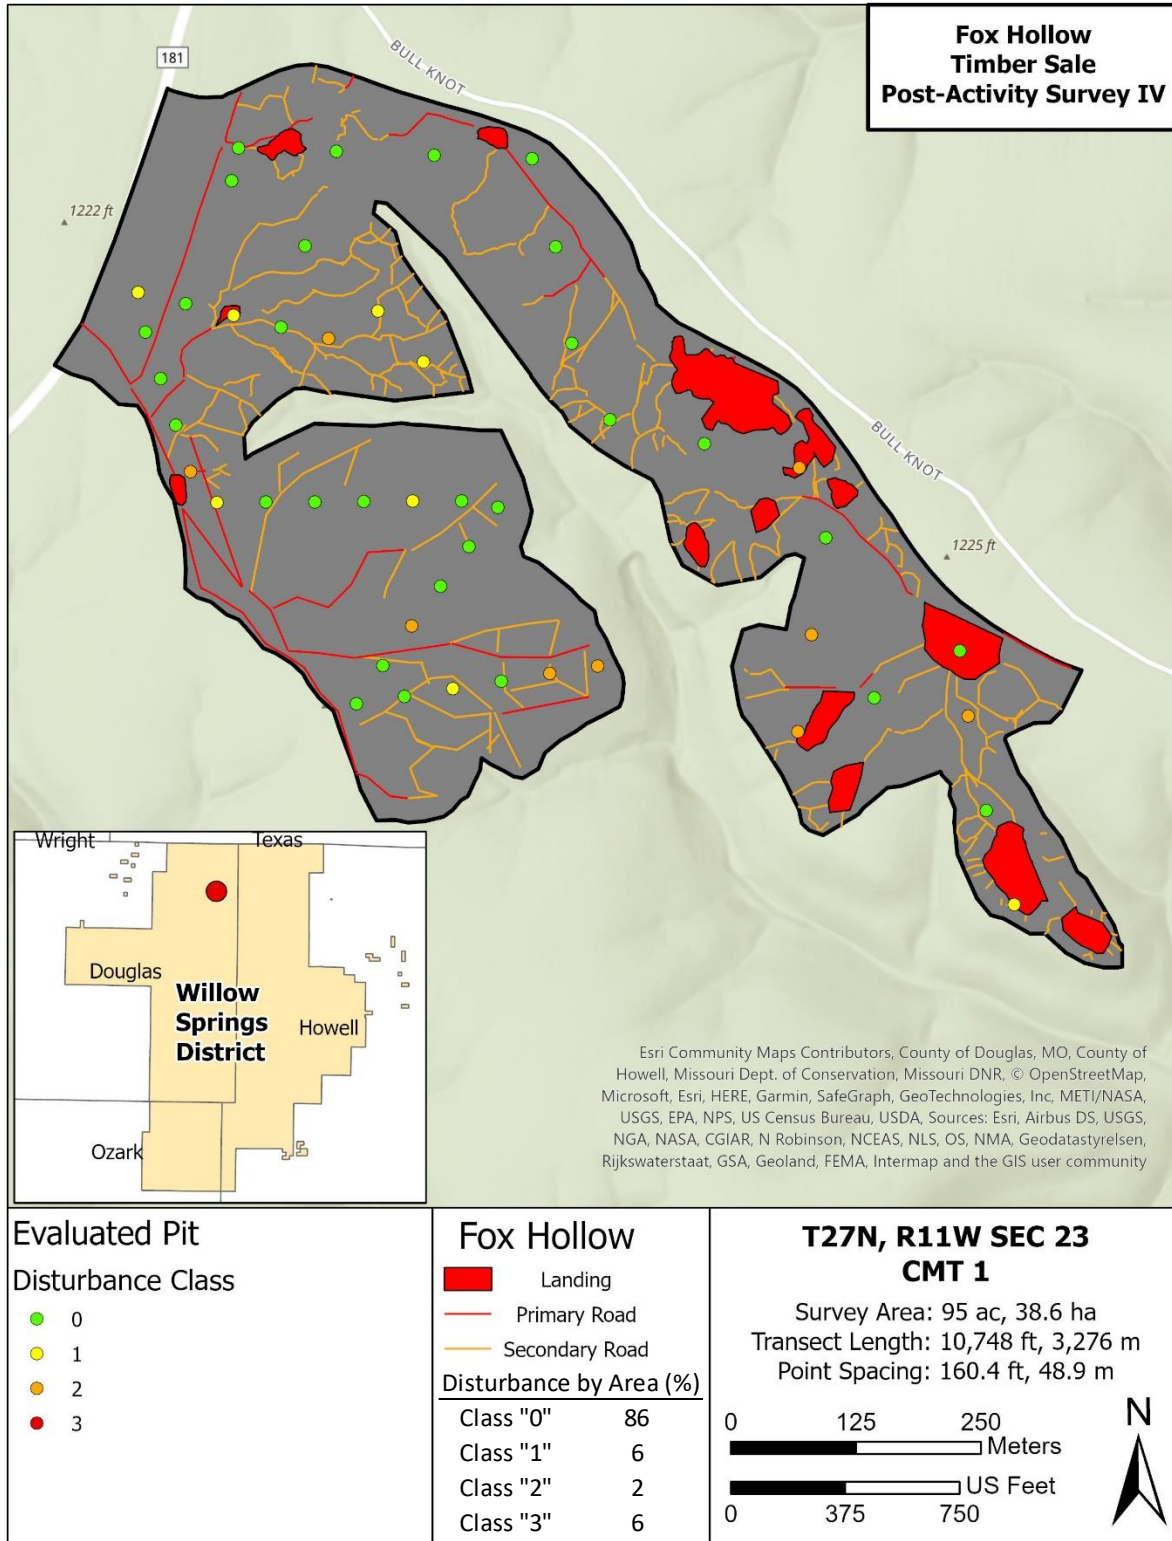 Fox Hollow
Timber Sale
Post-Activity Survey IV
181
BULL KNOT
1222 ft
BULL KNOT
1225 ft
Wright
Texas
Douglas
Willow
Springs
District
Howell
Ozark
Esri Community Maps Contributors, County of Douglas, MO, County of
Howell, Missouri Dept. of Conservation, Missouri DNR, © OpenStreetMap,
Microsoft, Esri, HERE, Garmin, SafeGraph, GeoTechnologies, Inc, METI/NASA,
USGS, EPA, NPS, US Census Bureau, USDA, Sources: Esri, Airbus DS, USGS,
NGA, NASA, CGIAR, N Robinson, NCEAS, NLS, OS, NMA, Geodatastyrelsen,
Rijkswaterstaat, GSA, Geoland, FEMA, Intermap and the GIS user community
Evaluated Pit
Disturbance Class
0
1
2
3
Fox Hollow
Landing
Primary Road
Secondary Road
Disturbance by Area (%)
Class "0" 86
Class "1" 6
Class "2" 2
Class "3" 6
T27N, R11W SEC 23
CMT 1
Survey Area: 95 ac, 38.6 ha
Transect Length: 10,748 ft, 3,276 m
Point Spacing: 160.4 ft, 48.9 m
0 125 250
Meters
US Feet
0 375 750
N